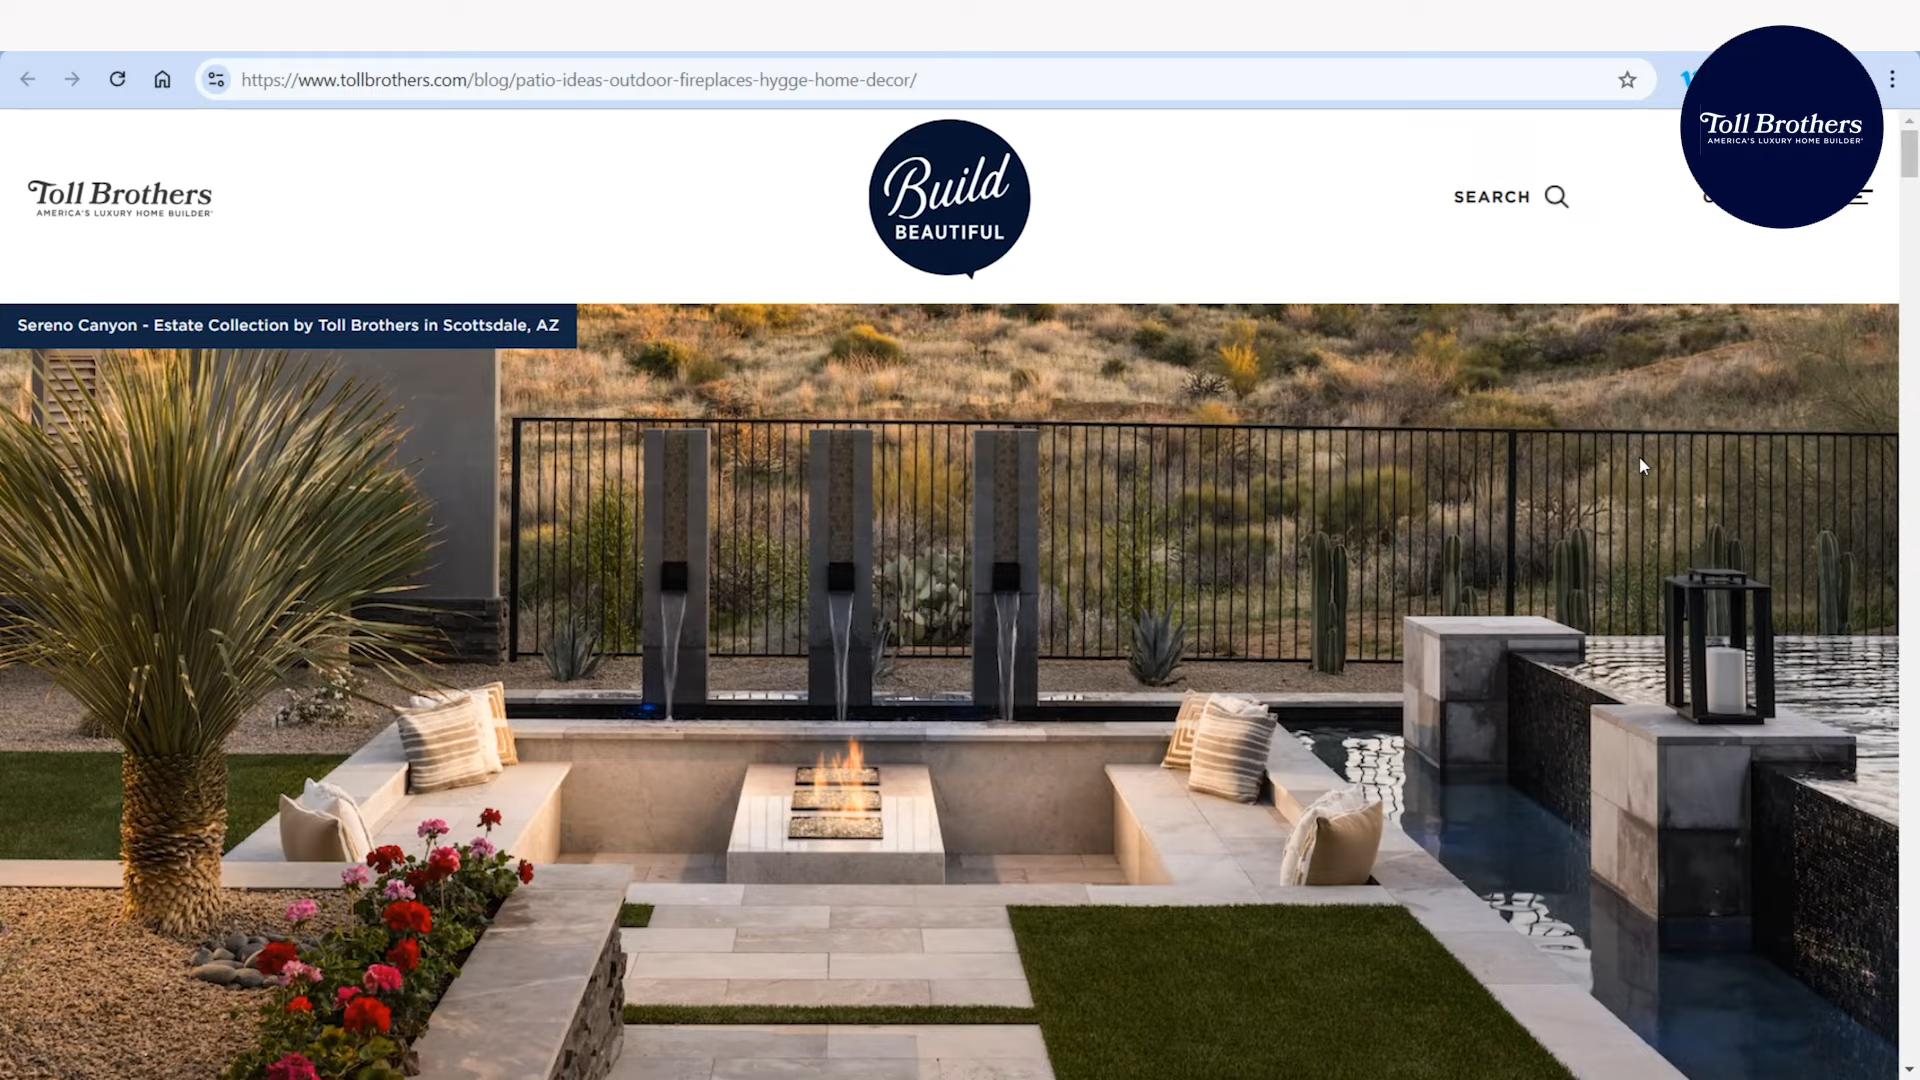 https://www.tollbrothers.com/blog/patio-ideas-outdoor-fireplaces-hygge-home-decor/
Toll Brothers
AMERICA'S LUXURY HOME BUILDER®
Build
BEAUTIFUL
SEARCH
Toll Brothers
AMERICA'S LUXURY HOME BUILDER®
Sereno Canyon - Estate Collection by Toll Brothers in Scottsdale, AZ